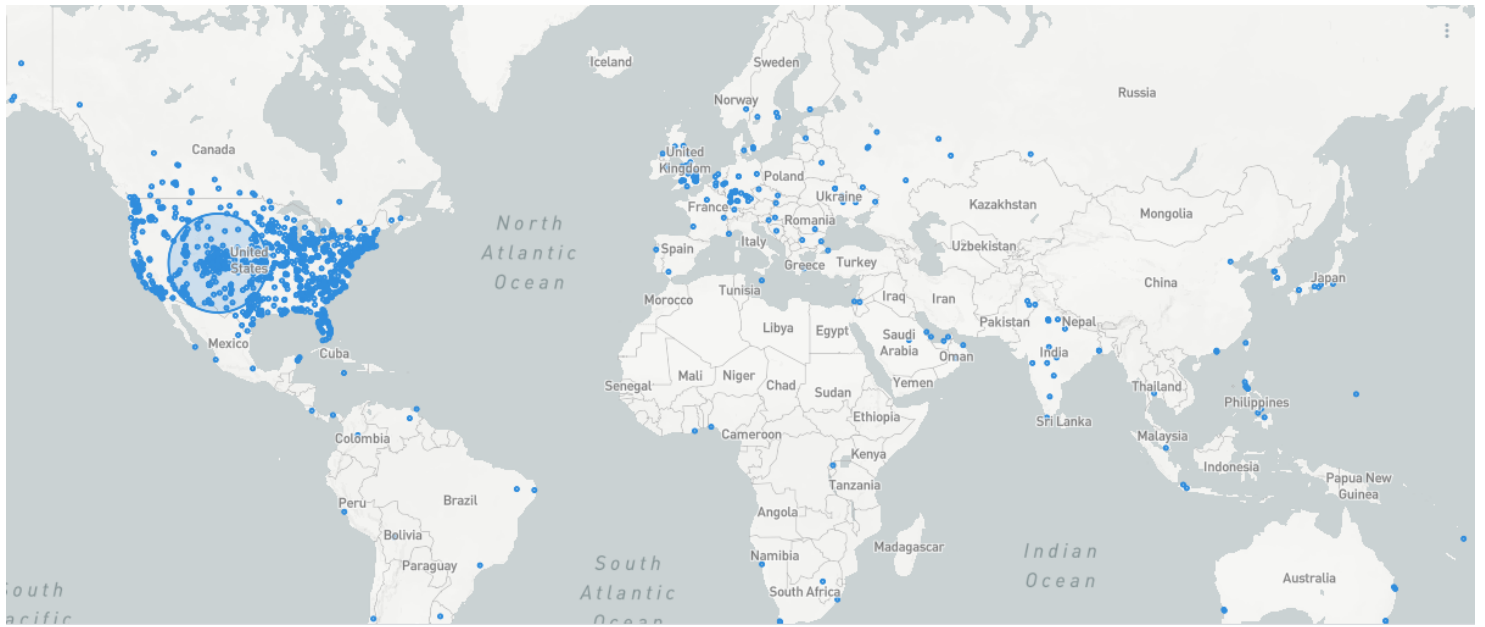 Iceland
Sweden
Russia
Norway
Canada
United
Kingdom
Poland
Ukraine
Kazakhstan
France
Mongolia
North
Atlantic
Ocean
Romania
United
States
Italy
Spain
Uzbekistan
Greece
Turkey
Japan
China
Tunisia
Morocco
Iraq
Iran
Pakistan
Nepal
Libya
Egypt
Saudi
Arabia
Mexico
Cuba
India
Oman
Mali
Niger
Chad
Sudan
Yemen
Senegal
Thailand
Philippines
Ethiopia
Sri Lanka
Colombia
Cameroon
Malaysia
Kenya
Indonesia
Tanzania
Papua New
Guinea
Peru
Brazil
Angola
Bolivia
Madagascar
Indian
Ocean
Namibia
South
Atlantic
Ocean
Paraguay
Australia
South Africa
outh
acific